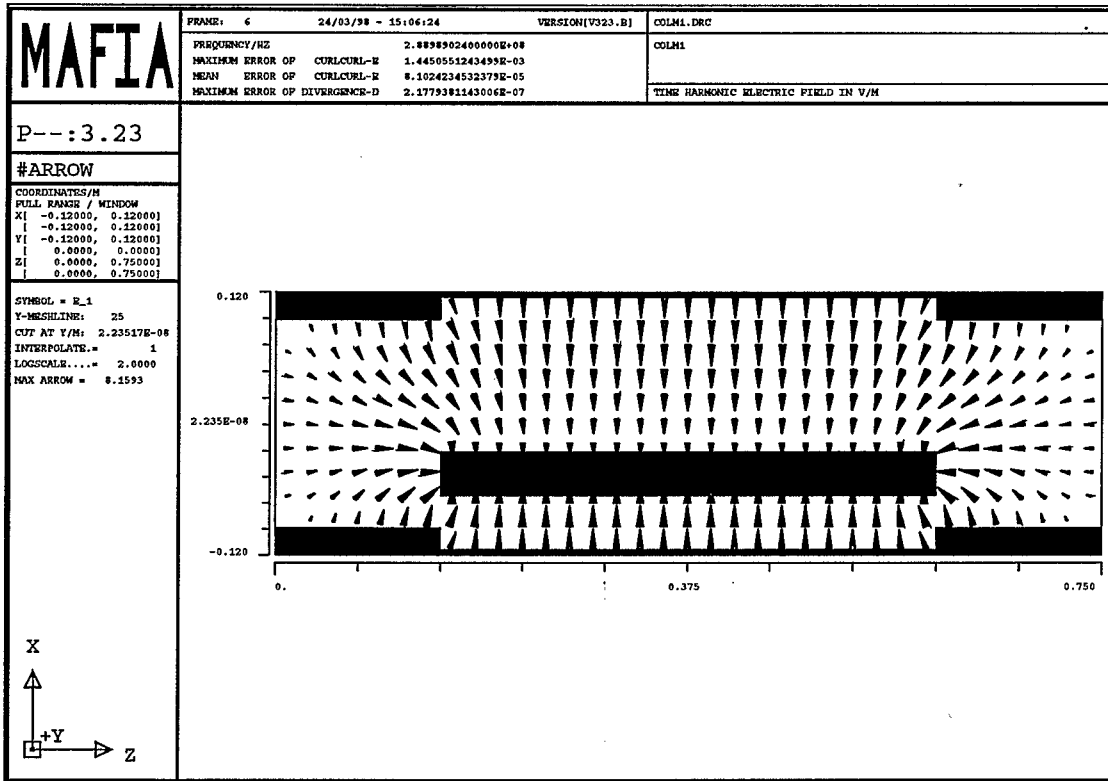 MAFIA
FRAME: 6 24/03/98 - 15:06:24 VERSION[V323.B] COLM1.DRC
FREQUENCY/HZ 2.8898902400000E+08
MAXIMUM ERROR OF CURLCURL-E 1.4450551243499E-03
MEAN ERROR OF CURLCURL-E 8.1024234532379E-05
MAXIMUM ERROR OF DIVERGENCE-D 2.1779381143006E-07
COLM1
TIME HARMONIC ELECTRIC FIELD IN V/M
P--:3.23
#ARROW
COORDINATES/M
FULL RANGE / WINDOW
X[ -0.12000, 0.12000]
[ -0.12000, 0.12000]
Y[ -0.12000, 0.12000]
[ 0.0000, 0.0000]
Z[ 0.0000, 0.75000]
[ 0.0000, 0.75000]
SYMBOL = E_1
Y-MESHLINE: 25
CUT AT Y/M: 2.23517E-08
INTERPOLATE.= 1
LOGSCALE....= 2.0000
MAX ARROW = 8.1593
0.120
2.235E-08
-0.120
0. 0.375 0.750
X
+Y
Z